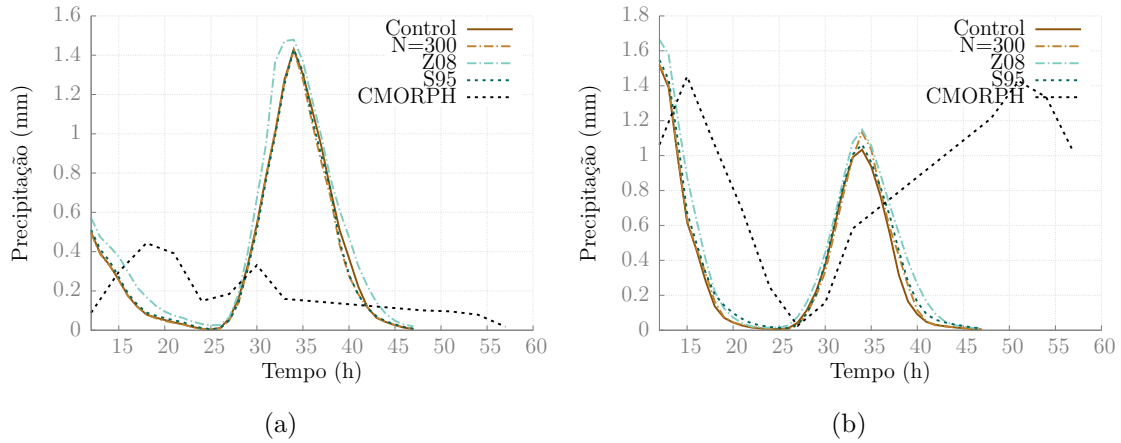 0
0.2
0.4
0.6
0.8
1
1.2
1.4
1.6
15 20 25 30 35 40 45 50 55 60
Precipitação (mm)
Tempo (h)
Control
N=300
Z08
S95
CMORPH
(a)
0
0.2
0.4
0.6
0.8
1
1.2
1.4
1.6
1.8
15 20 25 30 35 40 45 50 55 60
Precipitação (mm)
Tempo (h)
Control
N=300
Z08
S95
CMORPH
(b)